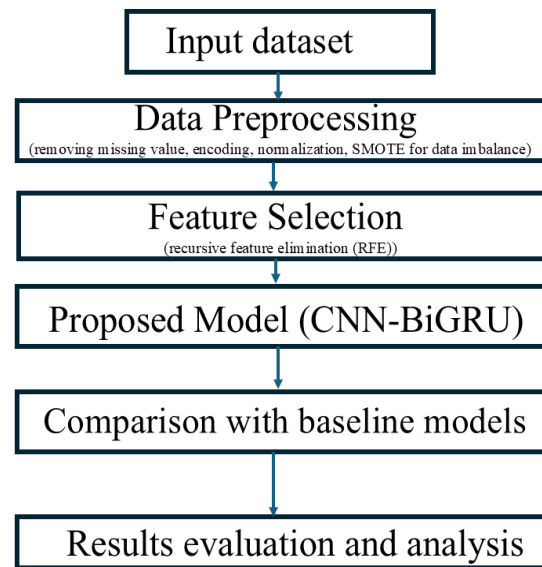 Input dataset
Data Preprocessing
(removing missing value, encoding, normalization, SMOTE for data imbalance)
Feature Selection
(recursive feature elimination (RFE))
Proposed Model (CNN-BiGRU)
Comparison with baseline models
Results evaluation and analysis